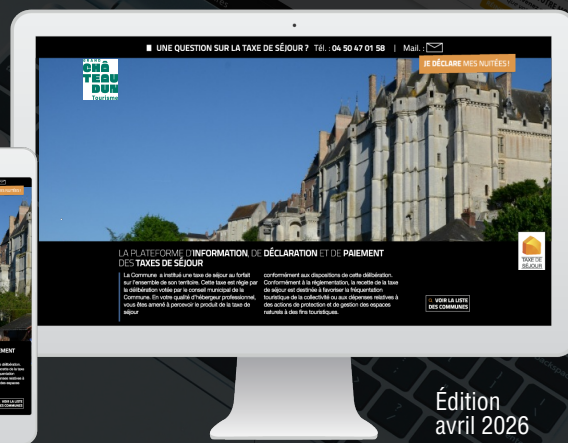 UNE QUESTION SUR LA TAXE DE SÉJOUR ? Tél. : 04 50 47 01 58 | Mail. :
JE DÉCLARE MES NUITÉES !
GRAND
CHÂ
TEAU
DUN
Tourisme
LA PLATEFORME D'INFORMATION, DE DÉCLARATION ET DE PAIEMENT
DES TAXES DE SÉJOUR
La Commune a institué une taxe de séjour au forfait
sur l'ensemble de son territoire. Cette taxe est régie par
la délibération votée par le conseil municipal de la
Commune. En votre qualité d'hébergeur professionnel,
vous êtes amené à percevoir le produit de la taxe de
séjour
conformément aux dispositions de cette délibération.
Conformément à la réglementation, la recette de la taxe
de séjour est destinée à favoriser la fréquentation
touristique de la collectivité ou aux dépenses relatives à
des actions de protection et de gestion des espaces
naturels à des fins touristiques.
TAXE DE
SÉJOUR
VOIR LA LISTE
DES COMMUNES
Édition
avril 2026